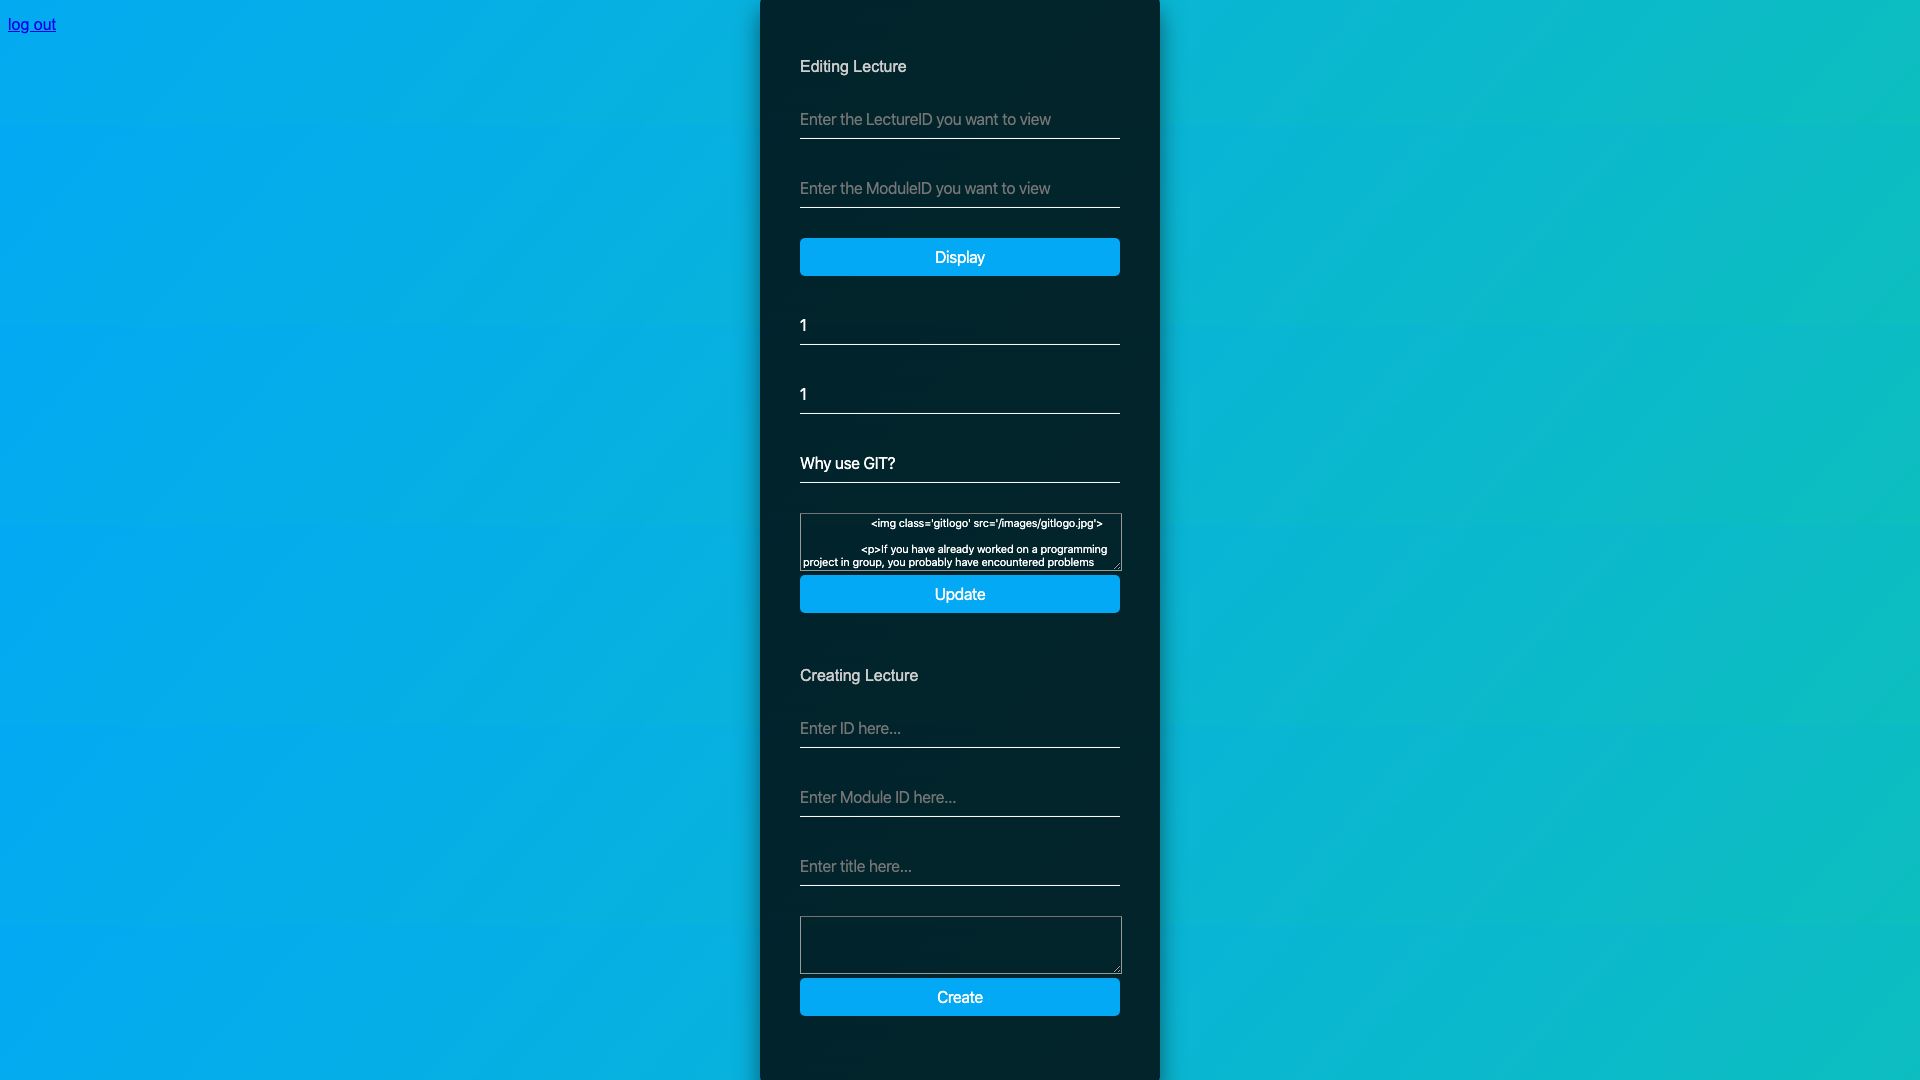 log out
Editing Lecture
Enter the LectureID you want to view
Enter the ModuleID you want to view
Display
1
1
Why use GIT?
<img class='gitlogo' src='/images/gitlogo.jpg'>
<p>If you have already worked on a programming
project in group, you probably have encountered problems
Update
Creating Lecture
Enter ID here...
Enter Module ID here...
Enter title here...
Create